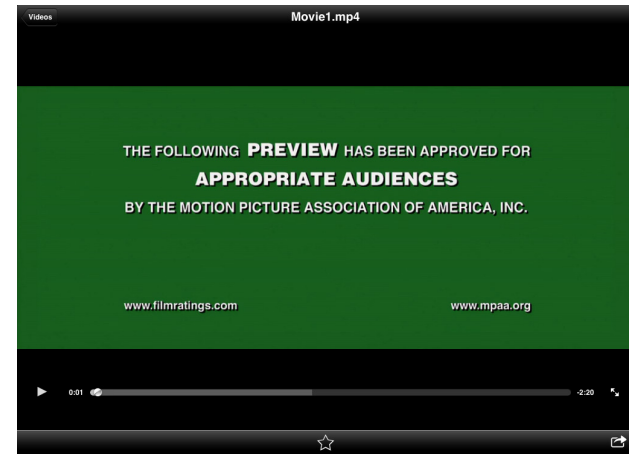 Videos
Movie1.mp4
THE FOLLOWING PREVIEW HAS BEEN APPROVED FOR
APPROPRIATE AUDIENCES
BY THE MOTION PICTURE ASSOCIATION OF AMERICA, INC.
www.filmratings.com
www.mpaa.org
0:01
-2:20